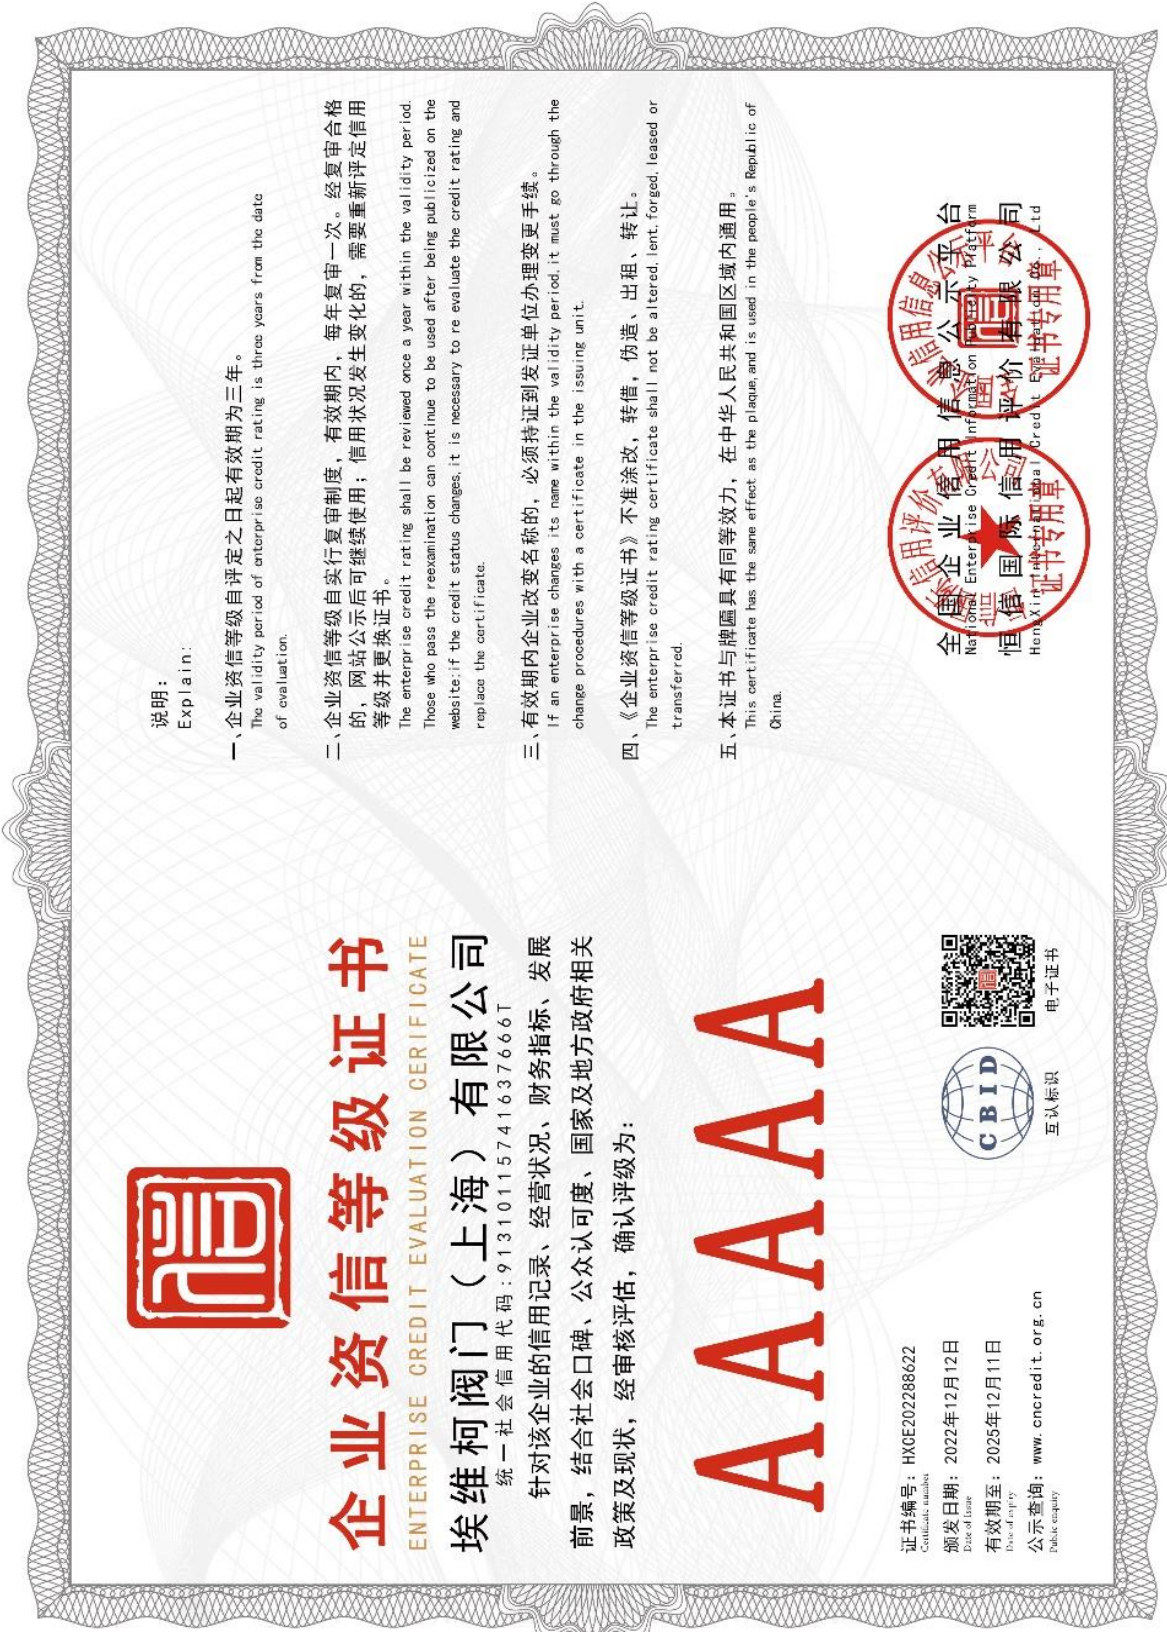 信
企业资信等级证书
ENTERPRISE CREDIT EVALUATION CERIFICATE
埃维柯阀门（上海）有限公司
统一社会信用代码:91310115741637666T
针对该企业的信用记录、经营状况、财务指标、发展
前景，结合社会口碑、公众认可度、国家及地方政府相关
政策及现状，经审核评估，确认评级为:
AAAAA
证书编号: HXCE202288622
Certificate number
颁发日期: 2022年12月12日
Date of Issue
有效期至: 2025年12月11日
Date of expiry
公示查询: www.cncredit.org.cn
Public enquiry
CBID
互认标识
电子证书
说明:
Explain:
一、企业资信等级自评定之日起有效期为三年。
The validity period of enterprise credit rating is three years from the date
of evaluation.
二、企业资信等级自实行复审制度，有效期内，每年复审一次。经复审合格
的，网站公示后可继续使用；信用状况发生变化的，需要重新评定信用
等级并更换证书。
The enterprise credit rating shall be reviewed once a year within the validity period.
Those who pass the reexamination can continue to be used after being publicized on the
website;if the credit status changes,it is necessary to re evaluate the credit rating and
replace the certificate.
三、有效期内企业改变名称的，必须持证到发证单位办理变更手续。
If an enterprise changes its name within the validity period,it must go through the
change procedures with a certificate in the issuing unit.
四、《企业资信等级证书》不准涂改，转借，伪造、出租、转让。
The enterprise credit rating certificate shall not be altered,lent,forged,leased or
transferred.
五、本证书与牌匾具有同等效力，在中华人民共和国区域内通用。
This certificate has the same effect as the plaque,and is used in the people's Republic of
China.
全国企业信用信息公示平台
National Enterprise Credit Information Publicity Platform
恒信国际信用评价有限公司
HengXin International Credit Evaluation Co., Ltd
证书专用章
证书专用章